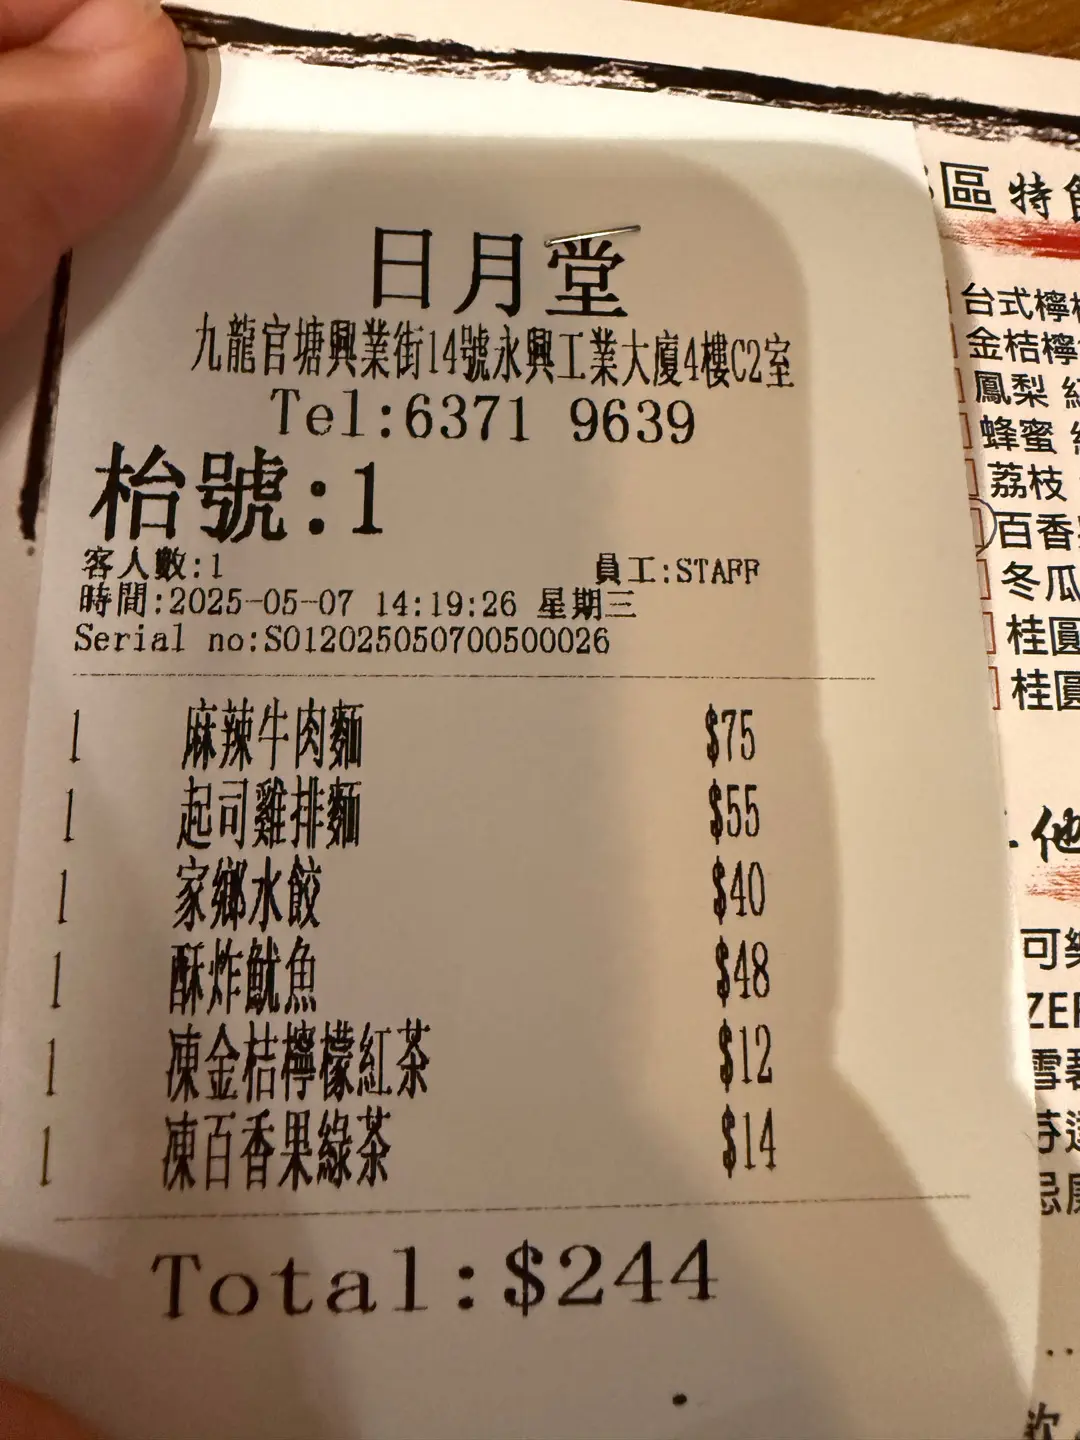 日月堂
九龍官塘興業街14號永興工業大廈4樓C2室
Tel:6371 9639
枱號:1
客人數:1 員工:STAFF
時間:2025-05-07 14:19:26 星期三
Serial no:S012025050700500026
1 麻辣牛肉麵 $75
1 起司雞排麵 $55
1 家鄉水餃 $40
1 酥炸魷魚 $48
1 凍金桔檸檬紅茶 $12
1 凍百香果綠茶 $14
Total:$244
區特
台式檸
金桔檸
鳳梨
蜂蜜
荔枝
百香
冬瓜
桂圓
桂圓
他
可
ZE
雪